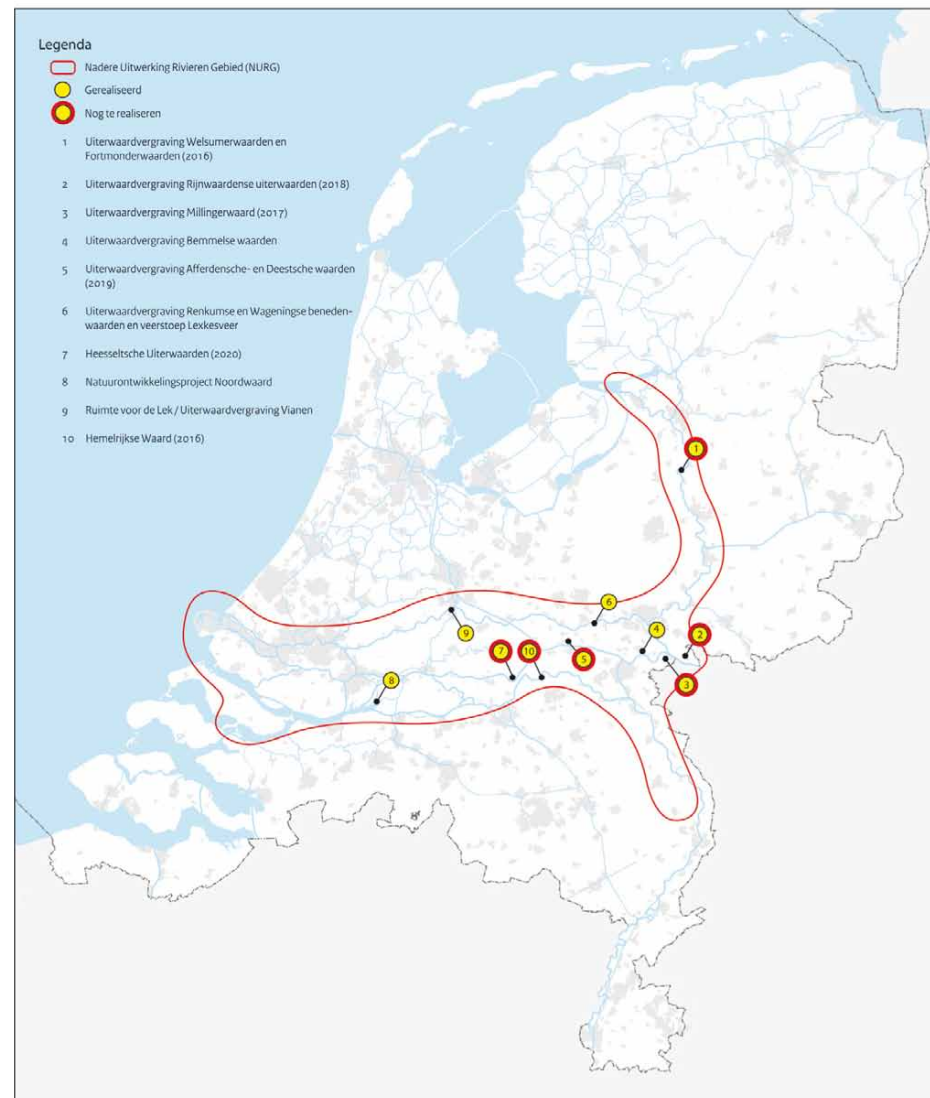 Legenda
Nadere Uitwerking Rivieren Gebied (NURG)
Gerealiseerd
Nog te realiseren
1 Uiterwaardvergraving Welsumerwaarden en
Fortmonderwaarden (2016)
2 Uiterwaardvergraving Rijnwaardense uiterwaarden (2018)
3 Uiterwaardvergraving Millingerwaard (2017)
4 Uiterwaardvergraving Bemmelse waarden
5 Uiterwaardvergraving Afferdensche- en Deestsche waarden
(2019)
6 Uiterwaardvergraving Renkumse en Wageningse beneden-
waarden en veerstoep Lexkesveer
7 Heesseltsche Uiterwaarden (2020)
8 Natuurontwikkelingsproject Noordwaard
9 Ruimte voor de Lek / Uiterwaardvergraving Vianen
10 Hemelrijkse Waard (2016)
1
6
4
2
9
7
10
5
3
8